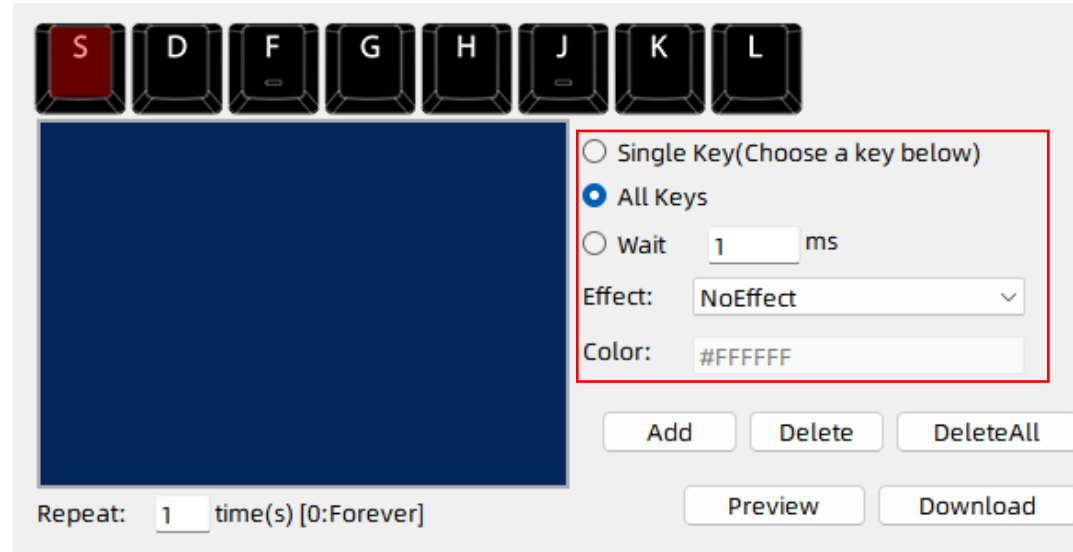 S D F G H J K L
Single Key(Choose a key below)
All Keys
Wait 1 ms
Effect: NoEffect
Color: #FFFFFF
Add Delete DeleteAll
Repeat: 1 time(s) [0:Forever] Preview Download